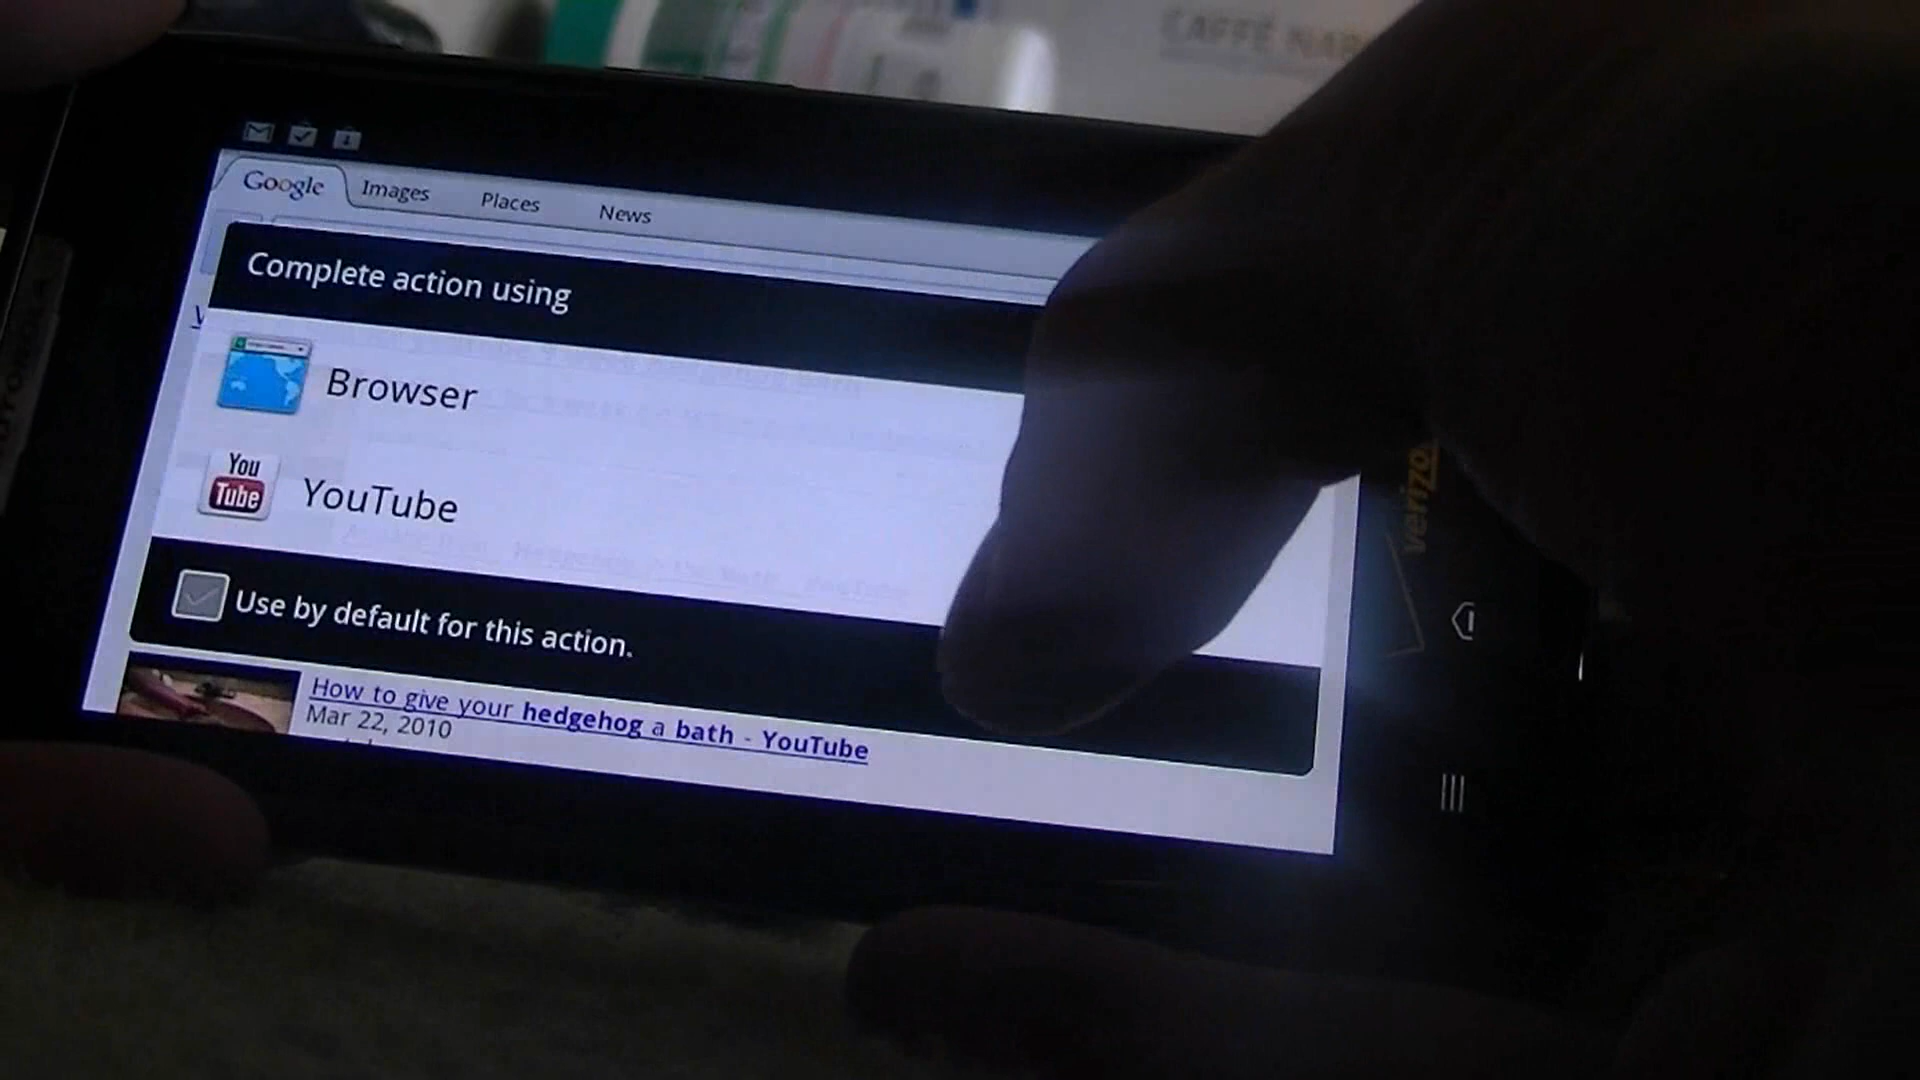 CAFFÈ
Google Images Places News
Complete action using
Browser
You
Tube
YouTube
Use by default for this action.
How to give your hedgehog a bath - YouTube
Mar 22, 2010
verizon